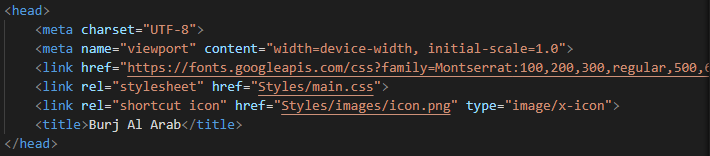 <head>
<meta charset="UTF-8">
<meta name="viewport" content="width=device-width, initial-scale=1.0">
<link href="https://fonts.googleapis.com/css?family=Montserrat:100,200,300,regular,500,
<link rel="stylesheet" href="Styles/main.css">
<link rel="shortcut icon" href="Styles/images/icon.png" type="image/x-icon">
<title>Burj Al Arab</title>
</head>